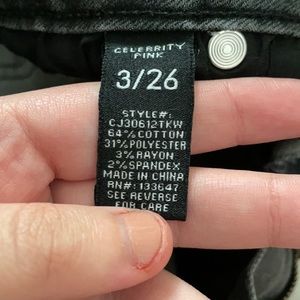 CELEBRITY
PINK
3/26
STYLE#:
CJ30612TKW
64%COTTON
31%POLYESTER
3%RAYON
2%SPANDEX
MADE IN CHINA
RN#: 133647
SEE REVERSE
FOR CARE